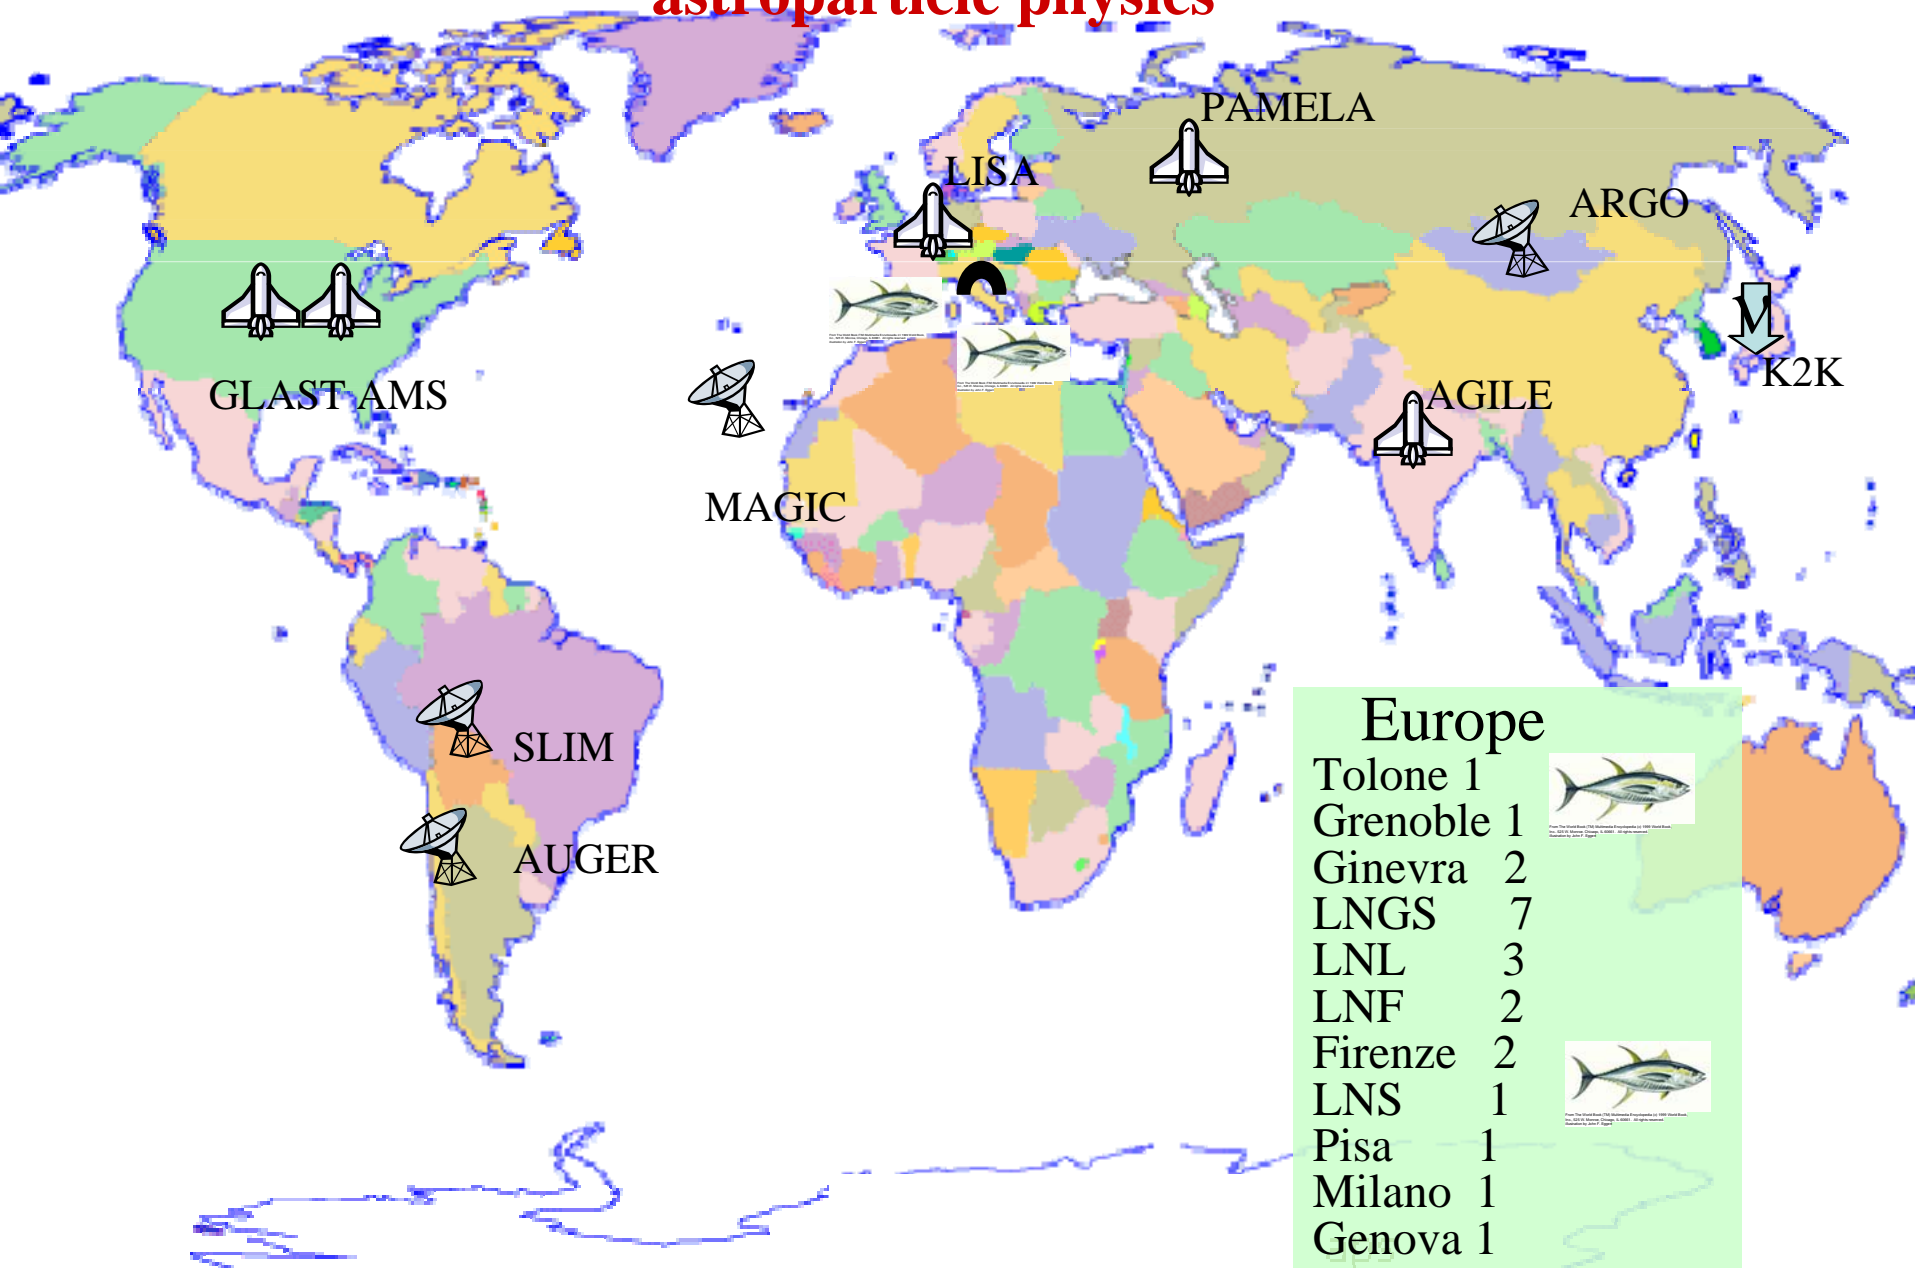 astroparticle physics
PAMELA
LISA
ARGO
V
K2K
GLAST AMS
AGILE
MAGIC
SLIM
AUGER
Europe
Tolone 1
Grenoble 1
Ginevra 2
LNGS 7
LNL 3
LNF 2
Firenze 2
LNS 1
Pisa 1
Milano 1
Genova 1